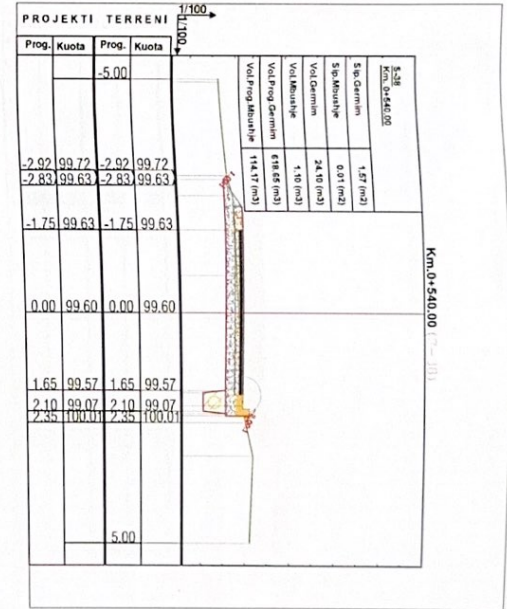 PROJEKTI TERRENI
1/100
1/100
Prog. Kuota Prog. Kuota
-5.00
-2.92 99.72 -2.92 99.72
-2.83 99.63 -2.83 99.63
-1.75 99.63 -1.75 99.63
0.00 99.60 0.00 99.60
1.65 99.57 1.65 99.57
2.10 99.07 2.10 99.07
2.35 100.01 2.35 100.01
5.00
Km.0+540.00
S-38
Km. 0+540.00
Sip.Germim 1.57 (m2)
Sip.Mbushje 0.01 (m2)
Vol.Germim 24.10 (m3)
Vol.Mbushje 1.10 (m3)
Vol.Prog.Germim 618.65 (m3)
Vol.Prog.Mbushje 114.17 (m3)